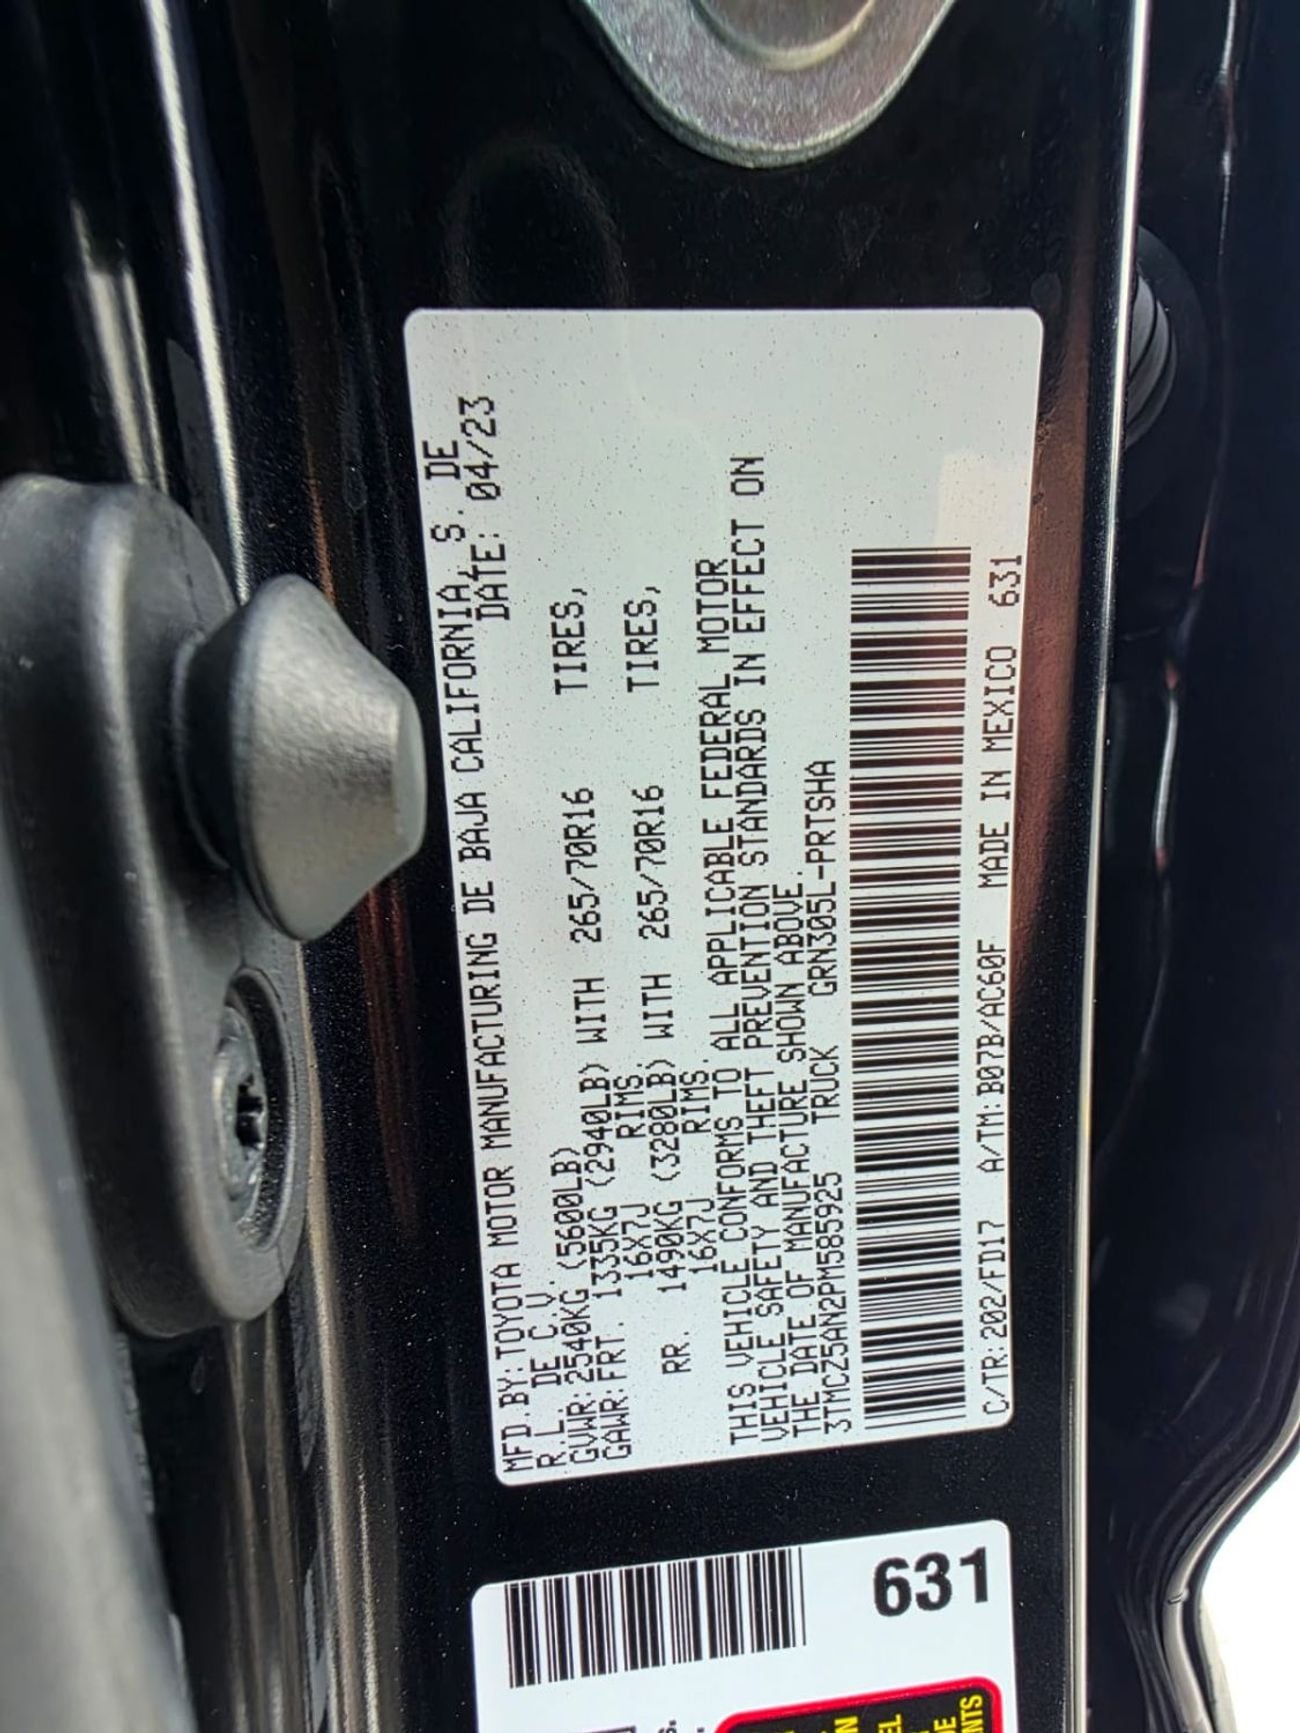 MFD.BY:TOYOTA MOTOR MANUFACTURING DE BAJA CALIFORNIA, S. DE
R.L. DE C.V. DATE: 04/23
GVWR:2540KG(5600LB)
GAWR:FRT. 1335KG (2940LB) WITH 265/70R16 TIRES,
16X7J RIMS,
RR. 1490KG (3280LB) WITH 265/70R16 TIRES,
16X7J RIMS.
THIS VEHICLE CONFORMS TO ALL APPLICABLE FEDERAL MOTOR
VEHICLE SAFETY AND THEFT PREVENTION STANDARDS IN EFFECT ON
THE DATE OF MANUFACTURE SHOWN ABOVE.
3TMCZ5AN2PM585925 TRUCK GRN305L-PRTSHA
C/TR:202/FD17 A/TM:B07B/AC60F MADE IN MEXICO 631
631